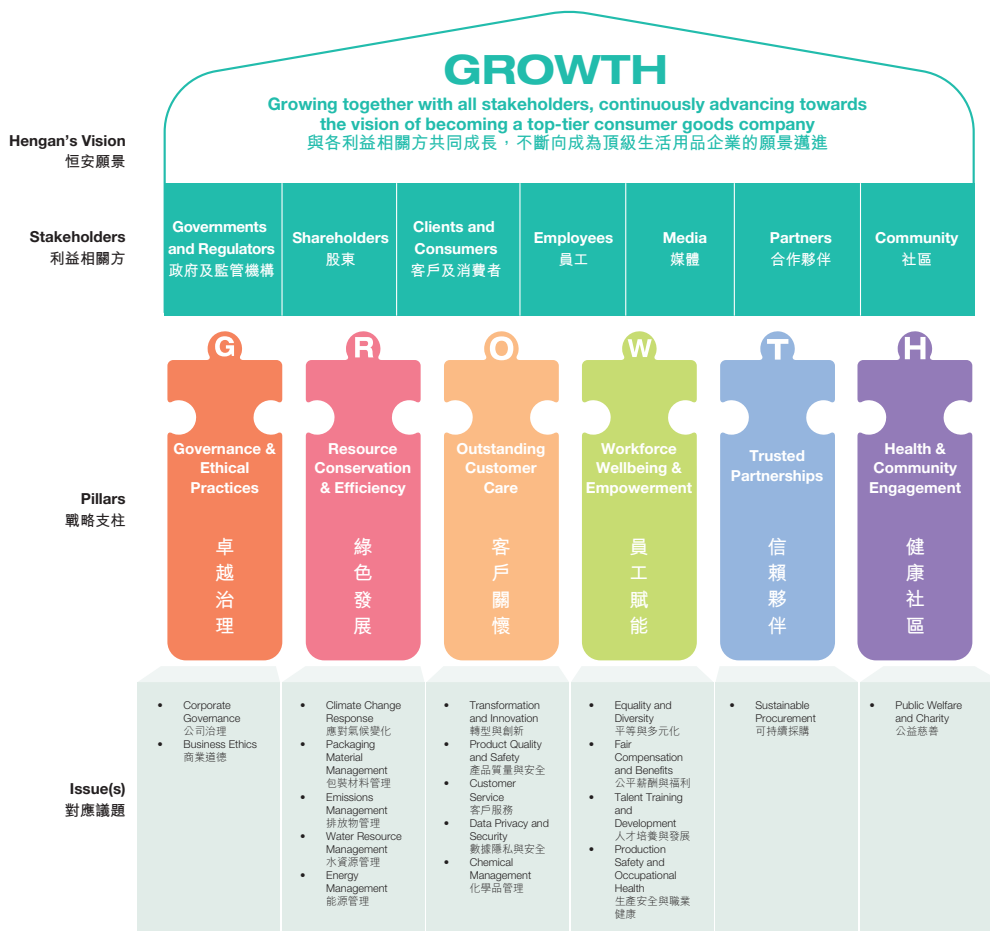 GROWTH
Growing together with all stakeholders, continuously advancing towards
the vision of becoming a top-tier consumer goods company
與各利益相關方共同成長，不斷向成為頂級生活用品企業的願景邁進
Hengan's Vision
恒安願景
Stakeholders
利益相關方
Governments
and Regulators
政府及監管機構
Shareholders
股東
Clients and
Consumers
客戶及消費者
Employees
員工
Media
媒體
Partners
合作夥伴
Community
社區
Pillars
戰略支柱
G
Governance &
Ethical
Practices
卓越治理
R
Resource
Conservation
& Efficiency
綠色發展
O
Outstanding
Customer
Care
客戶關懷
W
Workforce
Wellbeing &
Empowerment
員工賦能
T
Trusted
Partnerships
信賴夥伴
H
Health &
Community
Engagement
健康社區
Issue(s)
對應議題
• Corporate
Governance
公司治理
• Business Ethics
商業道德
• Climate Change
Response
應對氣候變化
• Packaging
Material
Management
包裝材料管理
• Emissions
Management
排放物管理
• Water Resource
Management
水資源管理
• Energy
Management
能源管理
• Transformation
and Innovation
轉型與創新
• Product Quality
and Safety
產品質量與安全
• Customer
Service
客戶服務
• Data Privacy and
Security
數據隱私與安全
• Chemical
Management
化學品管理
• Equality and
Diversity
平等與多元化
• Fair
Compensation
and Benefits
公平薪酬與福利
• Talent Training
and
Development
人才培養與發展
• Production
Safety and
Occupational
Health
生產安全與職業
健康
• Sustainable
Procurement
可持續採購
• Public Welfare
and Charity
公益慈善